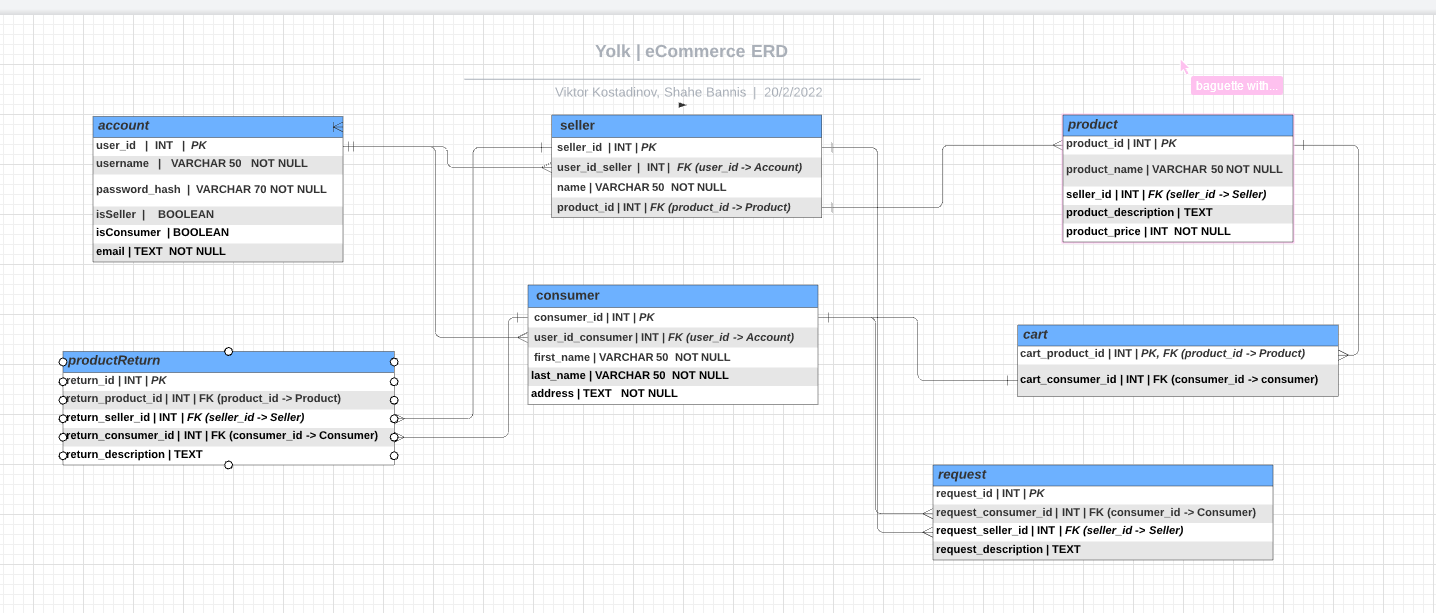 Yolk | eCommerce ERD
Viktor Kostadinov, Shahe Bannis | 20/2/2022
baguette with...
account
user_id | INT | PK
username | VARCHAR 50 NOT NULL
password_hash | VARCHAR 70 NOT NULL
isSeller | BOOLEAN
isConsumer | BOOLEAN
email | TEXT NOT NULL
seller
seller_id | INT | PK
user_id_seller | INT | FK (user_id -> Account)
name | VARCHAR 50 NOT NULL
product_id | INT | FK (product_id -> Product)
product
product_id | INT | PK
product_name | VARCHAR 50 NOT NULL
seller_id | INT | FK (seller_id -> Seller)
product_description | TEXT
product_price | INT NOT NULL
consumer
consumer_id | INT | PK
user_id_consumer | INT | FK (user_id -> Account)
first_name | VARCHAR 50 NOT NULL
last_name | VARCHAR 50 NOT NULL
address | TEXT NOT NULL
cart
cart_product_id | INT | PK, FK (product_id -> Product)
cart_consumer_id | INT | FK (consumer_id -> consumer)
productReturn
return_id | INT | PK
return_product_id | INT | FK (product_id -> Product)
return_seller_id | INT | FK (seller_id -> Seller)
return_consumer_id | INT | FK (consumer_id -> Consumer)
return_description | TEXT
request
request_id | INT | PK
request_consumer_id | INT | FK (consumer_id -> Consumer)
request_seller_id | INT | FK (seller_id -> Seller)
request_description | TEXT